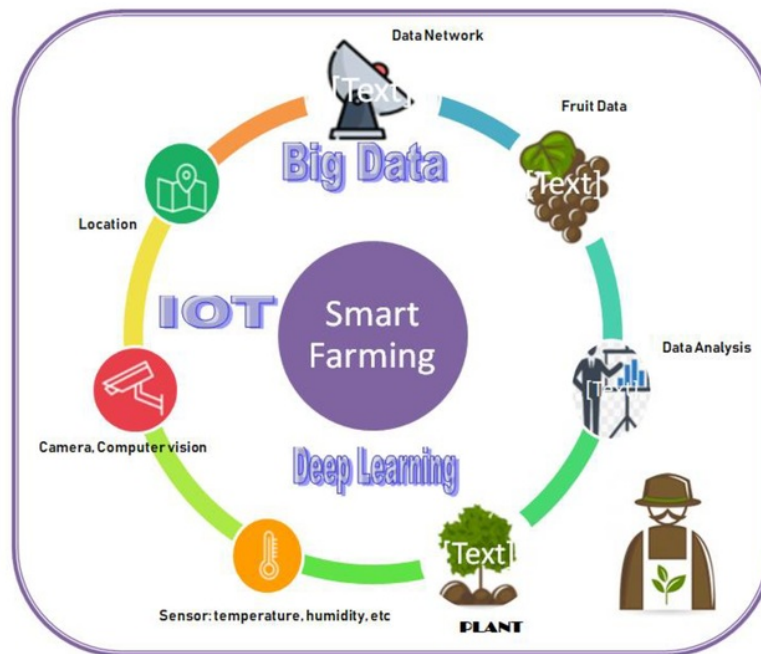 Data Network
[Text]
Fruit Data
Big Data
[Text]
Location
IOT
Smart
Farming
Data Analysis
[Text]
Camera, Computer vision
Deep Learning
[Text]
Sensor: temperature, humidity, etc
PLANT